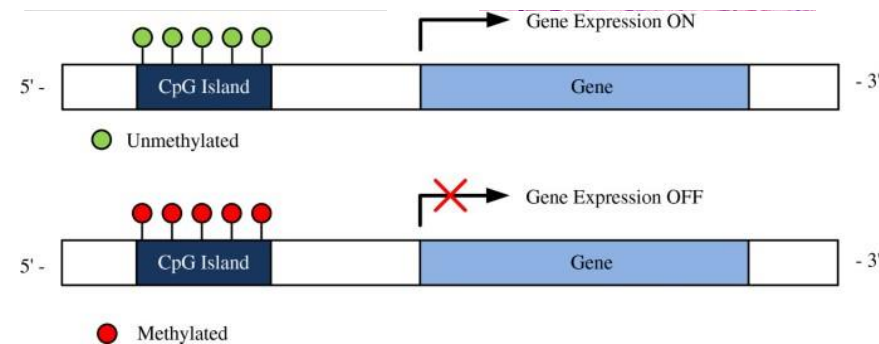 Gene Expression ON
5' - CpG Island Gene - 3'
Unmethylated
Gene Expression OFF
5' - CpG Island Gene - 3'
Methylated